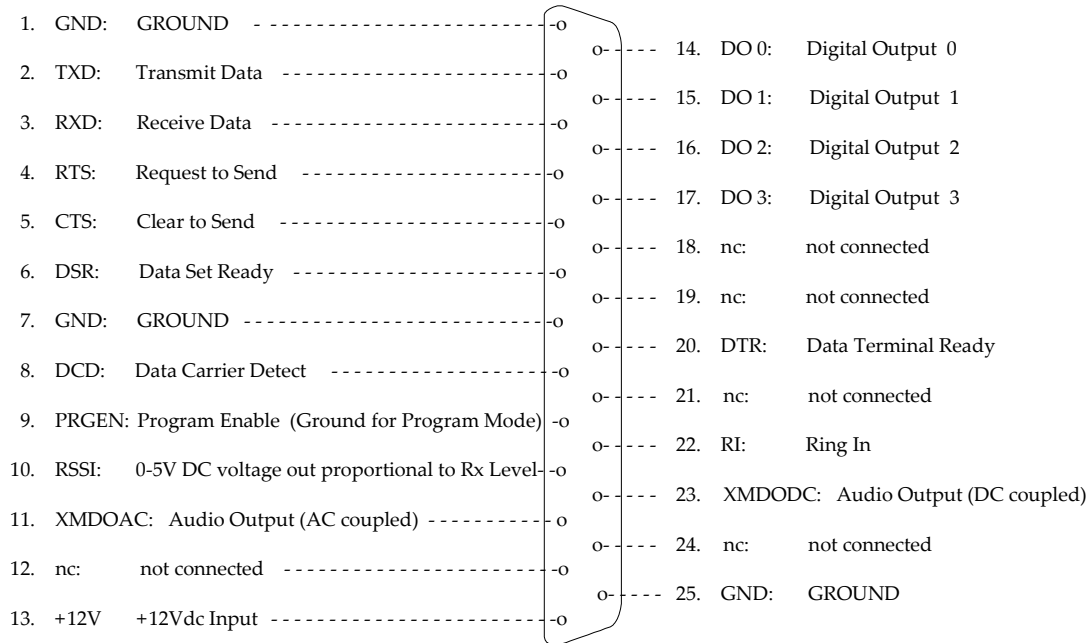 1. GND: GROUND
2. TXD: Transmit Data
3. RXD: Receive Data
4. RTS: Request to Send
5. CTS: Clear to Send
6. DSR: Data Set Ready
7. GND: GROUND
8. DCD: Data Carrier Detect
9. PRGEN: Program Enable (Ground for Program Mode)
10. RSSI: 0-5V DC voltage out proportional to Rx Level
11. XMDOAC: Audio Output (AC coupled)
12. nc: not connected
13. +12V +12Vdc Input
14. DO 0: Digital Output 0
15. DO 1: Digital Output 1
16. DO 2: Digital Output 2
17. DO 3: Digital Output 3
18. nc: not connected
19. nc: not connected
20. DTR: Data Terminal Ready
21. nc: not connected
22. RI: Ring In
23. XMDODC: Audio Output (DC coupled)
24. nc: not connected
25. GND: GROUND